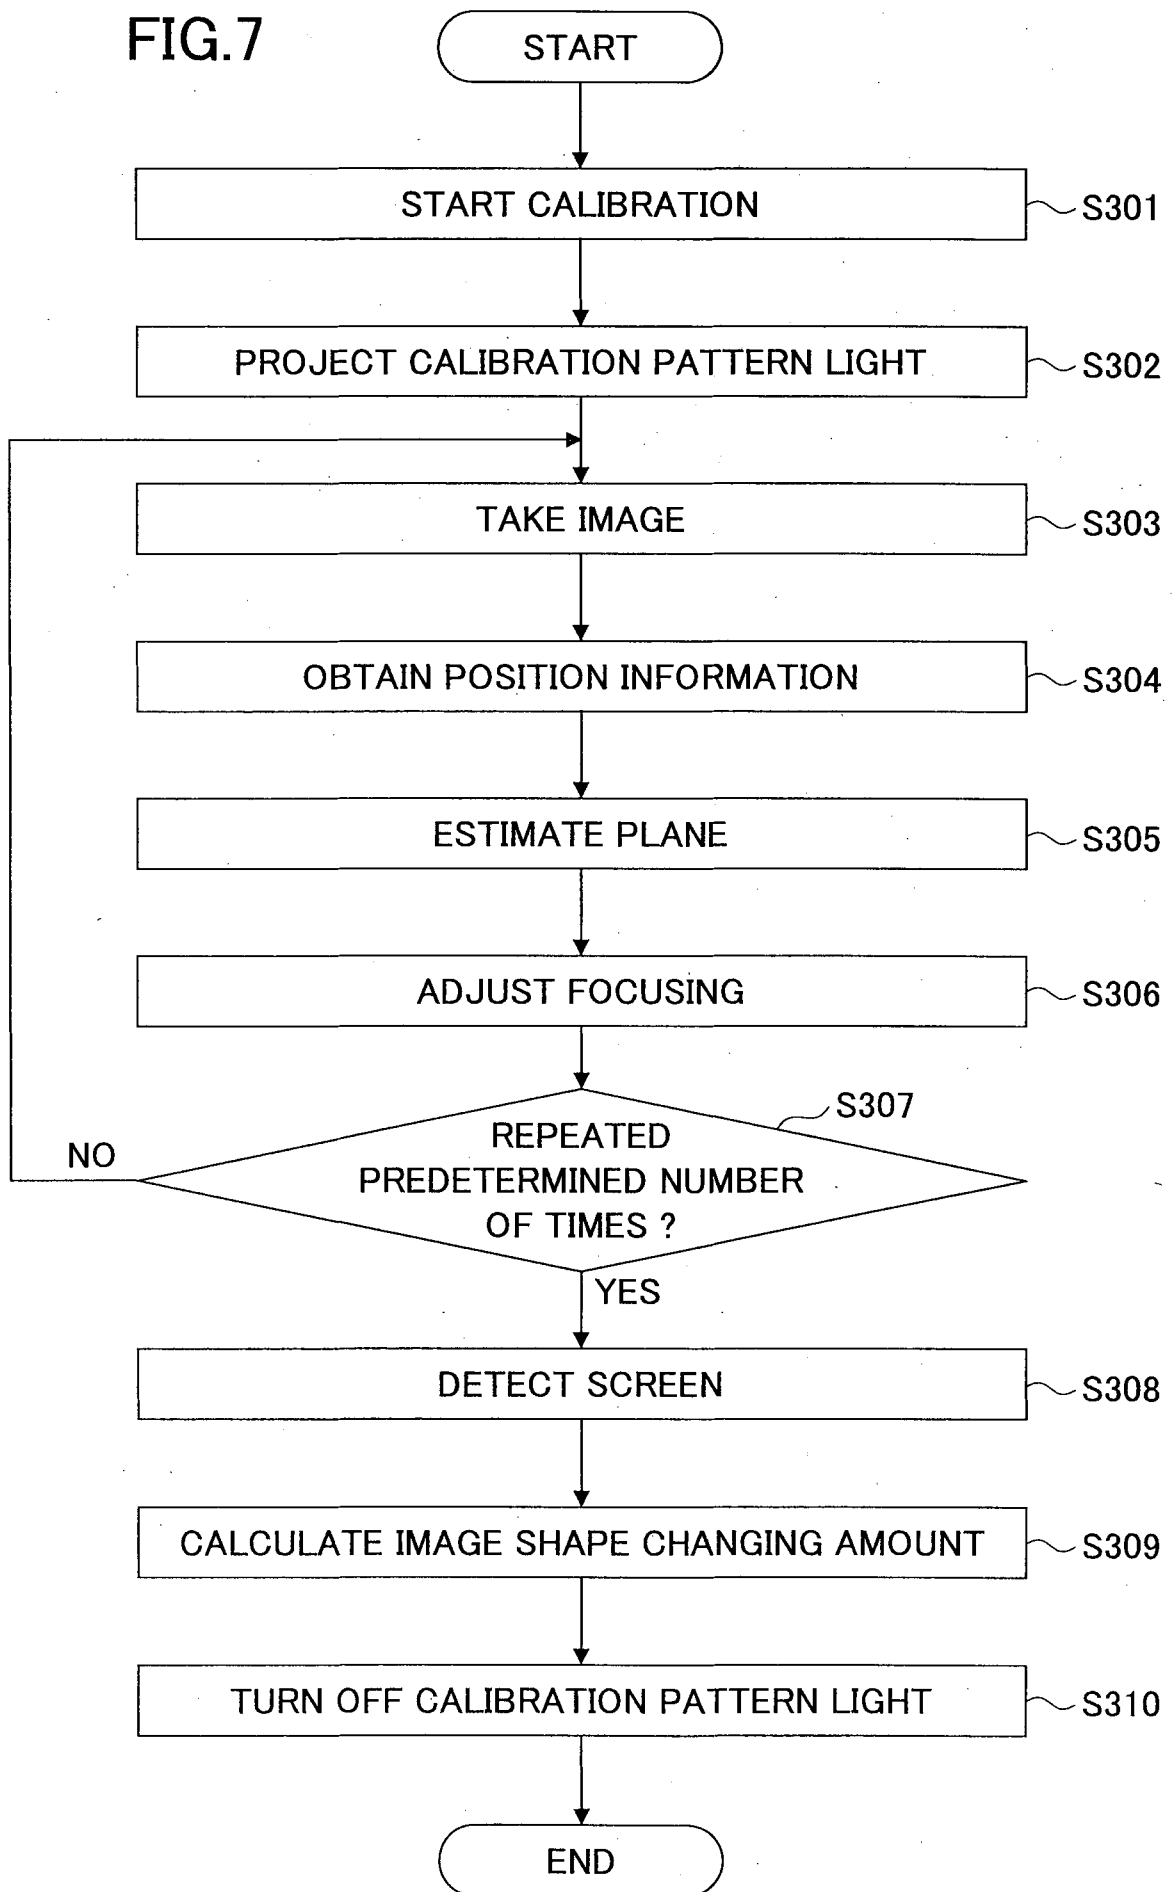 FIG.7
START
START CALIBRATION
S301
PROJECT CALIBRATION PATTERN LIGHT
S302
TAKE IMAGE
S303
OBTAIN POSITION INFORMATION
S304
ESTIMATE PLANE
S305
ADJUST FOCUSING
S306
S307
REPEATED
PREDETERMINED NUMBER
OF TIMES ?
NO
YES
DETECT SCREEN
S308
CALCULATE IMAGE SHAPE CHANGING AMOUNT
S309
TURN OFF CALIBRATION PATTERN LIGHT
S310
END